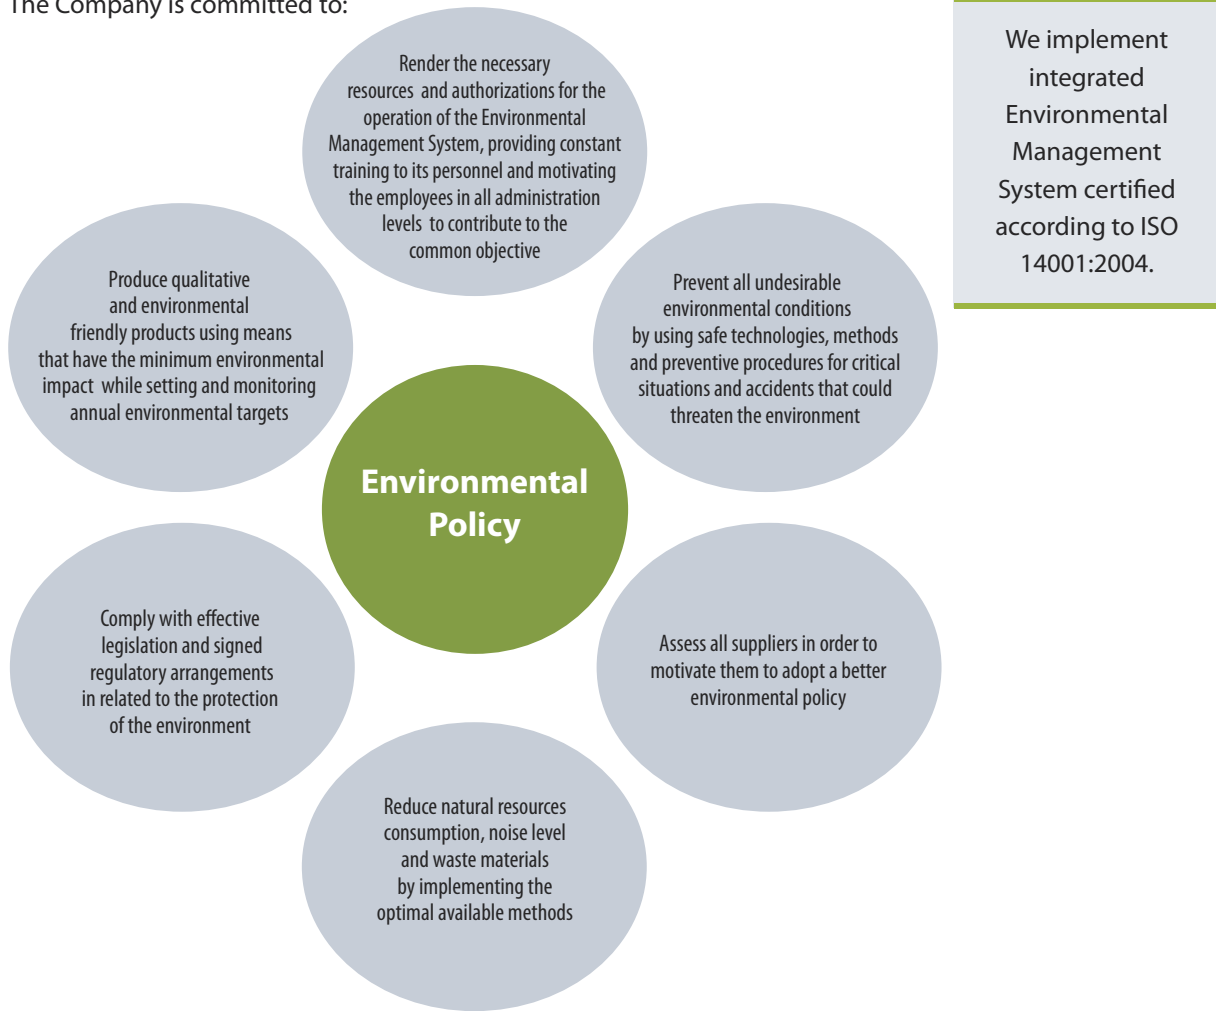 The Company is committed to:
Render the necessary
resources and authorizations for the
operation of the Environmental
Management System, providing constant
training to its personnel and motivating
the employees in all administration
levels to contribute to the
common objective
Prevent all undesirable
environmental conditions
by using safe technologies, methods
and preventive procedures for critical
situations and accidents that could
threaten the environment
Assess all suppliers in order to
motivate them to adopt a better
environmental policy
Reduce natural resources
consumption, noise level
and waste materials
by implementing the
optimal available methods
Comply with effective
legislation and signed
regulatory arrangements
in related to the protection
of the environment
Produce qualitative
and environmental
friendly products using means
that have the minimum environmental
impact while setting and monitoring
annual environmental targets
Environmental
Policy
We implement
integrated
Environmental
Management
System certified
according to ISO
14001:2004.